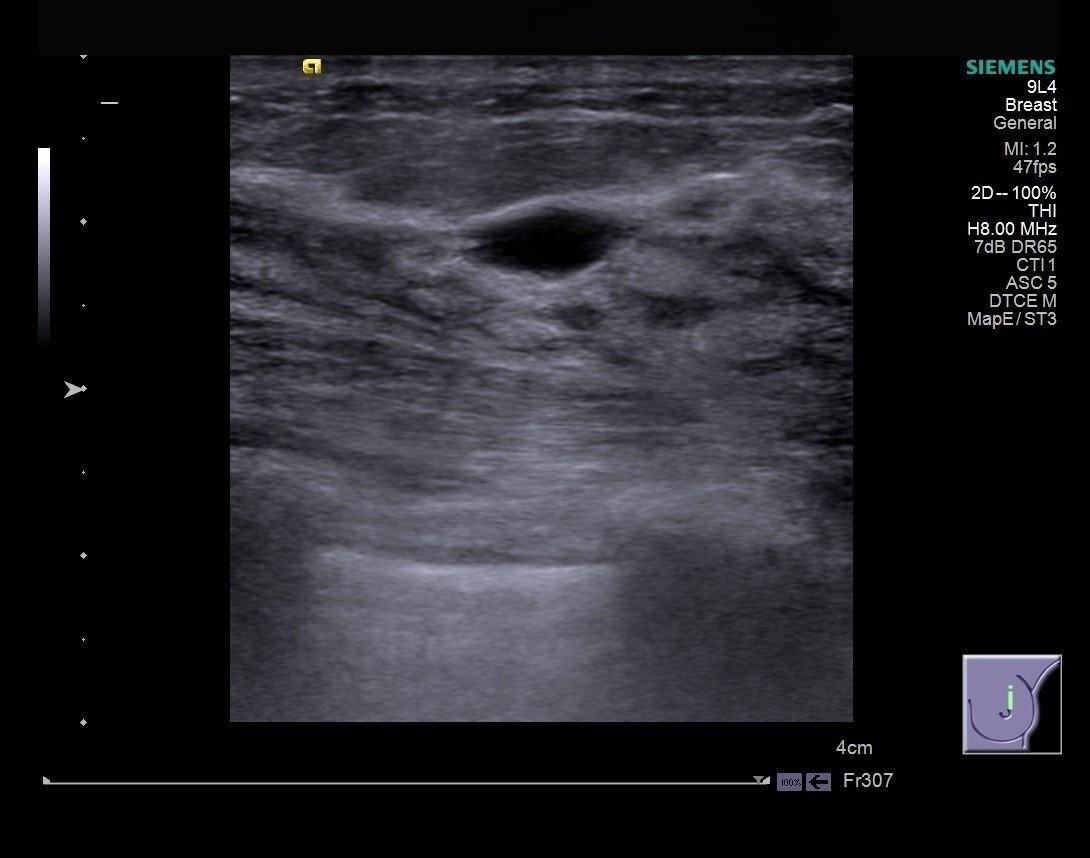 SIEMENS
9L4
Breast
General
MI: 1.2
47fps
2D--100%
THI
H8.00 MHz
7dB DR65
CTI 1
ASC 5
DTCE M
MapE / ST3
4cm
100%
Fr307